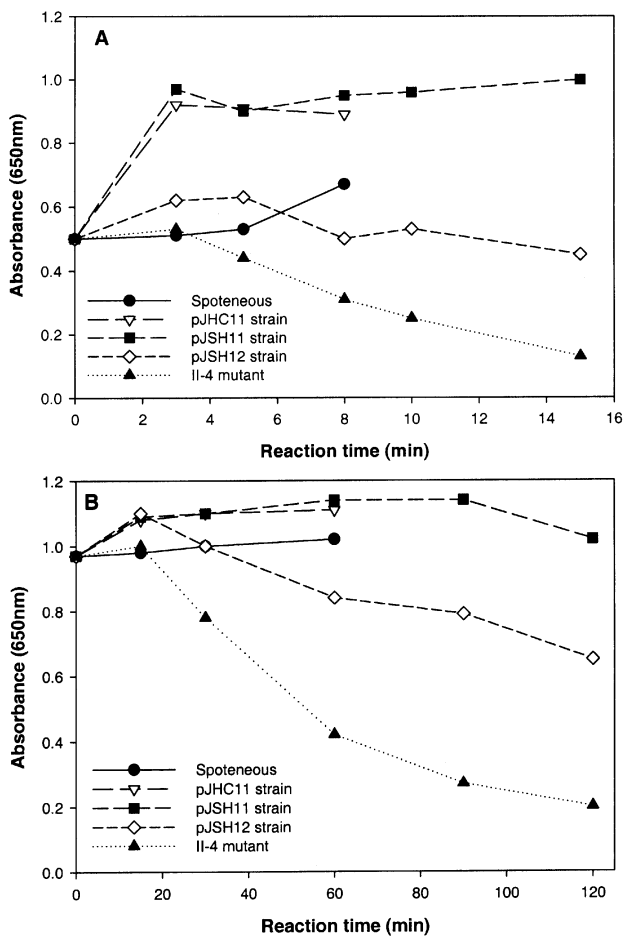 1.2
A
1.0
0.8
0.6
0.4
0.2
0.0
Absorbance (650nm)
Spoteneous
pJHC11 strain
pJSH11 strain
pJSH12 strain
II-4 mutant
0 2 4 6 8 10 12 14 16
Reaction time (min)
1.2
B
1.0
0.8
0.6
0.4
0.2
0.0
Absorbance (650nm)
Spoteneous
pJHC11 strain
pJSH11 strain
pJSH12 strain
II-4 mutant
0 20 40 60 80 100 120
Reaction time (min)